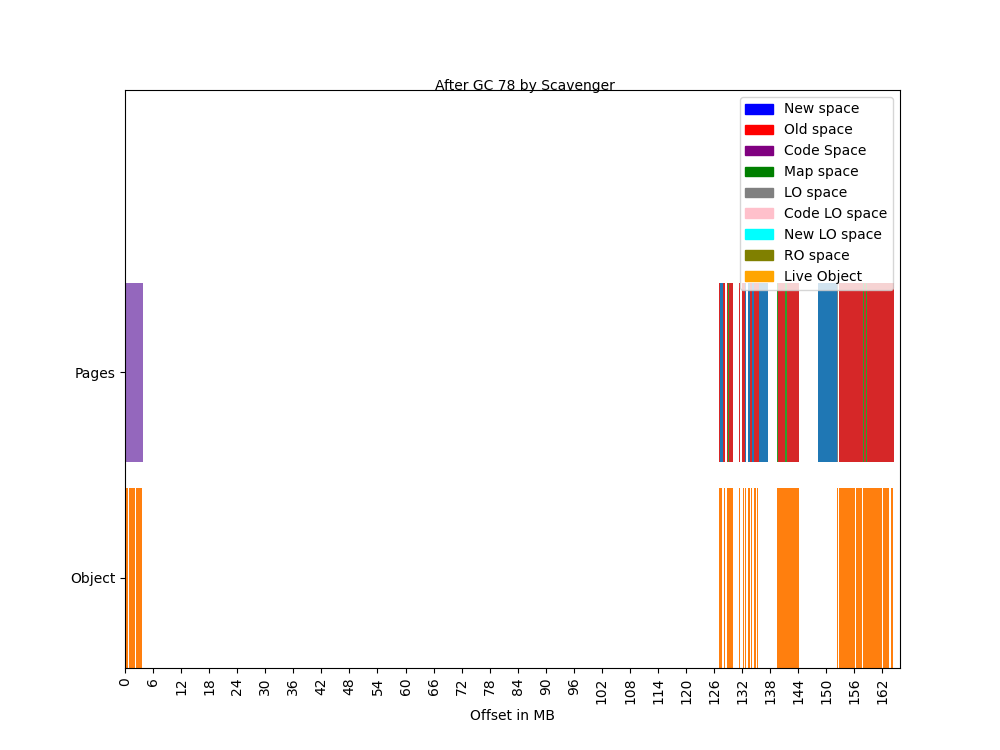 After GC 78 by Scavenger
New space
Old space
Code Space
Map space
LO space
Code LO space
New LO space
RO space
Live Object
Pages
Object
0 6 12 18 24 30 36 42 48 54 60 66 72 78 84 90 96 102 108 114 120 126 132 138 144 150 156 162
Offset in MB